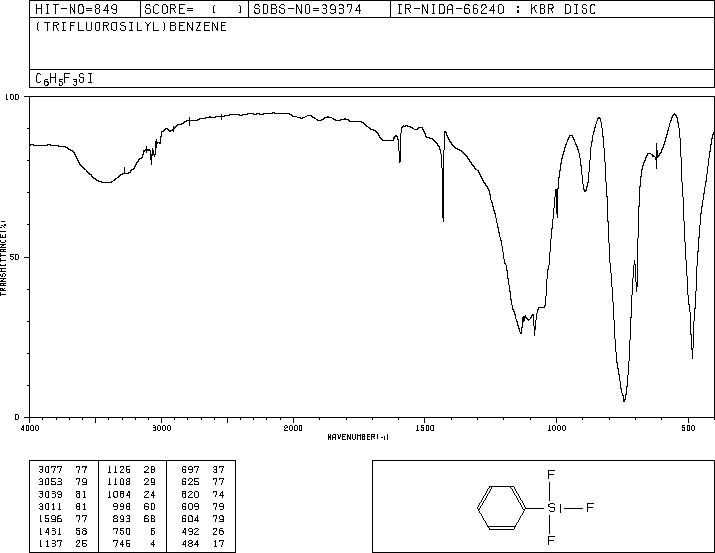 HIT-NO=849 SCORE= ( ) SDBS-NO=39374 IR-NIDA-66240 : KBR DISC
(TRIFLUOROSILYL)BENZENE
C6H5F3SI
100
50
0
TRANSMITTANCE(%)
4000 3000 2000 1500 1000 500
WAVENUMBER(-1)
3077 77 1126 28 697 37
3053 79 1108 29 625 77
3039 81 1084 24 620 74
3011 81 998 60 609 79
1596 77 893 68 604 79
1431 58 750 6 492 26
1137 25 746 4 484 17
F
SI F
F